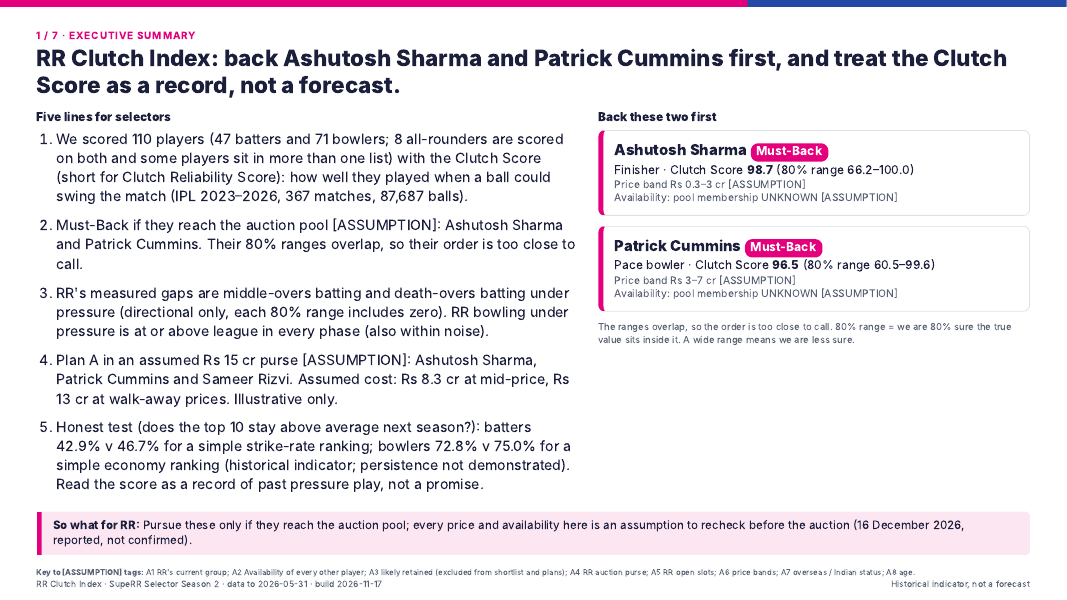 1 / 7 · EXECUTIVE SUMMARY
RR Clutch Index: back Ashutosh Sharma and Patrick Cummins first, and treat the Clutch
Score as a record, not a forecast.
Five lines for selectors
1. We scored 110 players (47 batters and 71 bowlers; 8 all-rounders are scored
on both and some players sit in more than one list) with the Clutch Score
(short for Clutch Reliability Score): how well they played when a ball could
swing the match (IPL 2023–2026, 367 matches, 87,687 balls).
2. Must-Back if they reach the auction pool [ASSUMPTION]: Ashutosh Sharma
and Patrick Cummins. Their 80% ranges overlap, so their order is too close to
call.
3. RR's measured gaps are middle-overs batting and death-overs batting under
pressure (directional only, each 80% range includes zero). RR bowling under
pressure is at or above league in every phase (also within noise).
4. Plan A in an assumed Rs 15 cr purse [ASSUMPTION]: Ashutosh Sharma,
Patrick Cummins and Sameer Rizvi. Assumed cost: Rs 8.3 cr at mid-price, Rs
13 cr at walk-away prices. Illustrative only.
5. Honest test (does the top 10 stay above average next season?): batters
42.9% v 46.7% for a simple strike-rate ranking; bowlers 72.8% v 75.0% for a
simple economy ranking (historical indicator; persistence not demonstrated).
Read the score as a record of past pressure play, not a promise.
Back these two first
Ashutosh Sharma Must-Back
Finisher · Clutch Score 98.7 (80% range 66.2–100.0)
Price band Rs 0.3–3 cr [ASSUMPTION]
Availability: pool membership UNKNOWN [ASSUMPTION]
Patrick Cummins Must-Back
Pace bowler · Clutch Score 96.5 (80% range 60.5–99.6)
Price band Rs 3–7 cr [ASSUMPTION]
Availability: pool membership UNKNOWN [ASSUMPTION]
The ranges overlap, so the order is too close to call. 80% range = we are 80% sure the true
value sits inside it. A wide range means we are less sure.
So what for RR: Pursue these only if they reach the auction pool; every price and availability here is an assumption to recheck before the auction (16 December 2026,
reported, not confirmed).
Key to [ASSUMPTION] tags: A1 RR's current group; A2 Availability of every other player; A3 likely retained (excluded from shortlist and plans); A4 RR auction purse; A5 RR open slots; A6 price bands; A7 overseas / Indian status; A8 age.
RR Clutch Index · SupeRR Selector Season 2 · data to 2026-05-31 · build 2026-11-17
Historical indicator, not a forecast